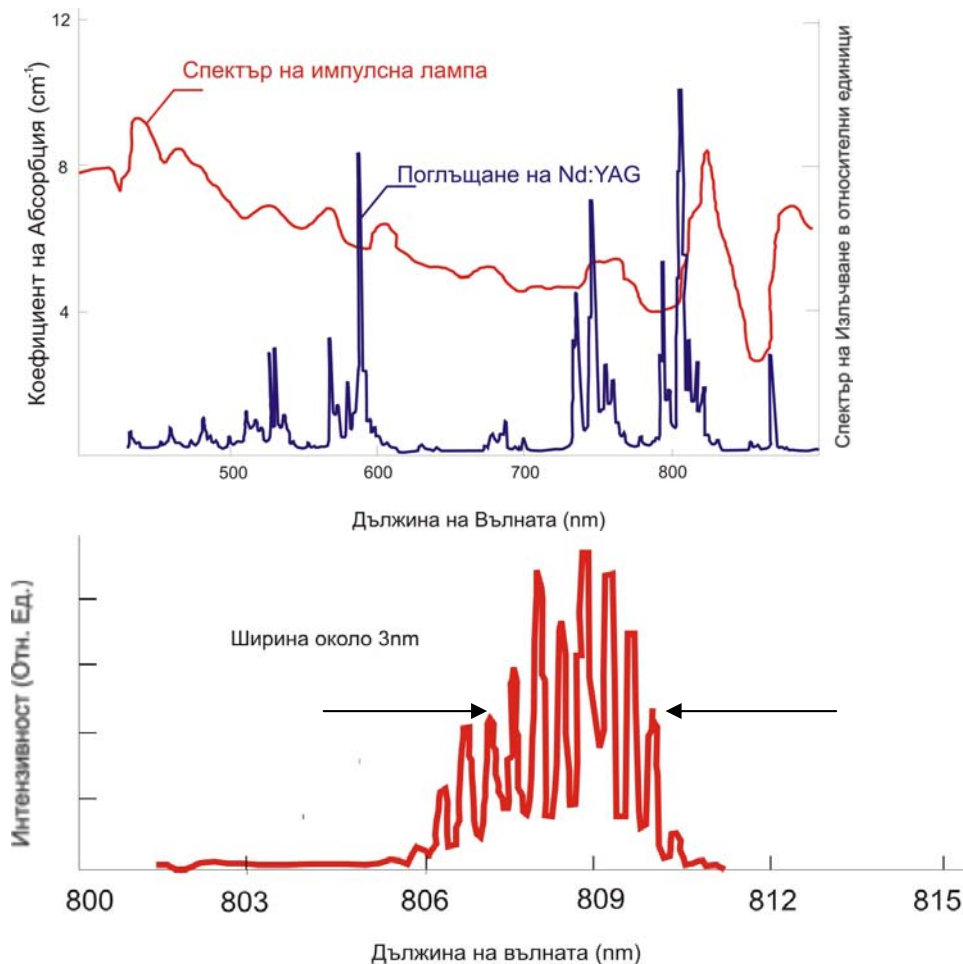 12
Спектър на импулсна лампа
Поглъщане на Nd:YAG
8
4
Коефициент на Абсорбция (cm⁻¹)
Спектър на Излъчване в относителни единици
500 600 700 800
Дължина на Вълната (nm)
Интензивност (Отн. Ед.)
Ширина около 3nm
800 803 806 809 812 815
Дължина на вълната (nm)